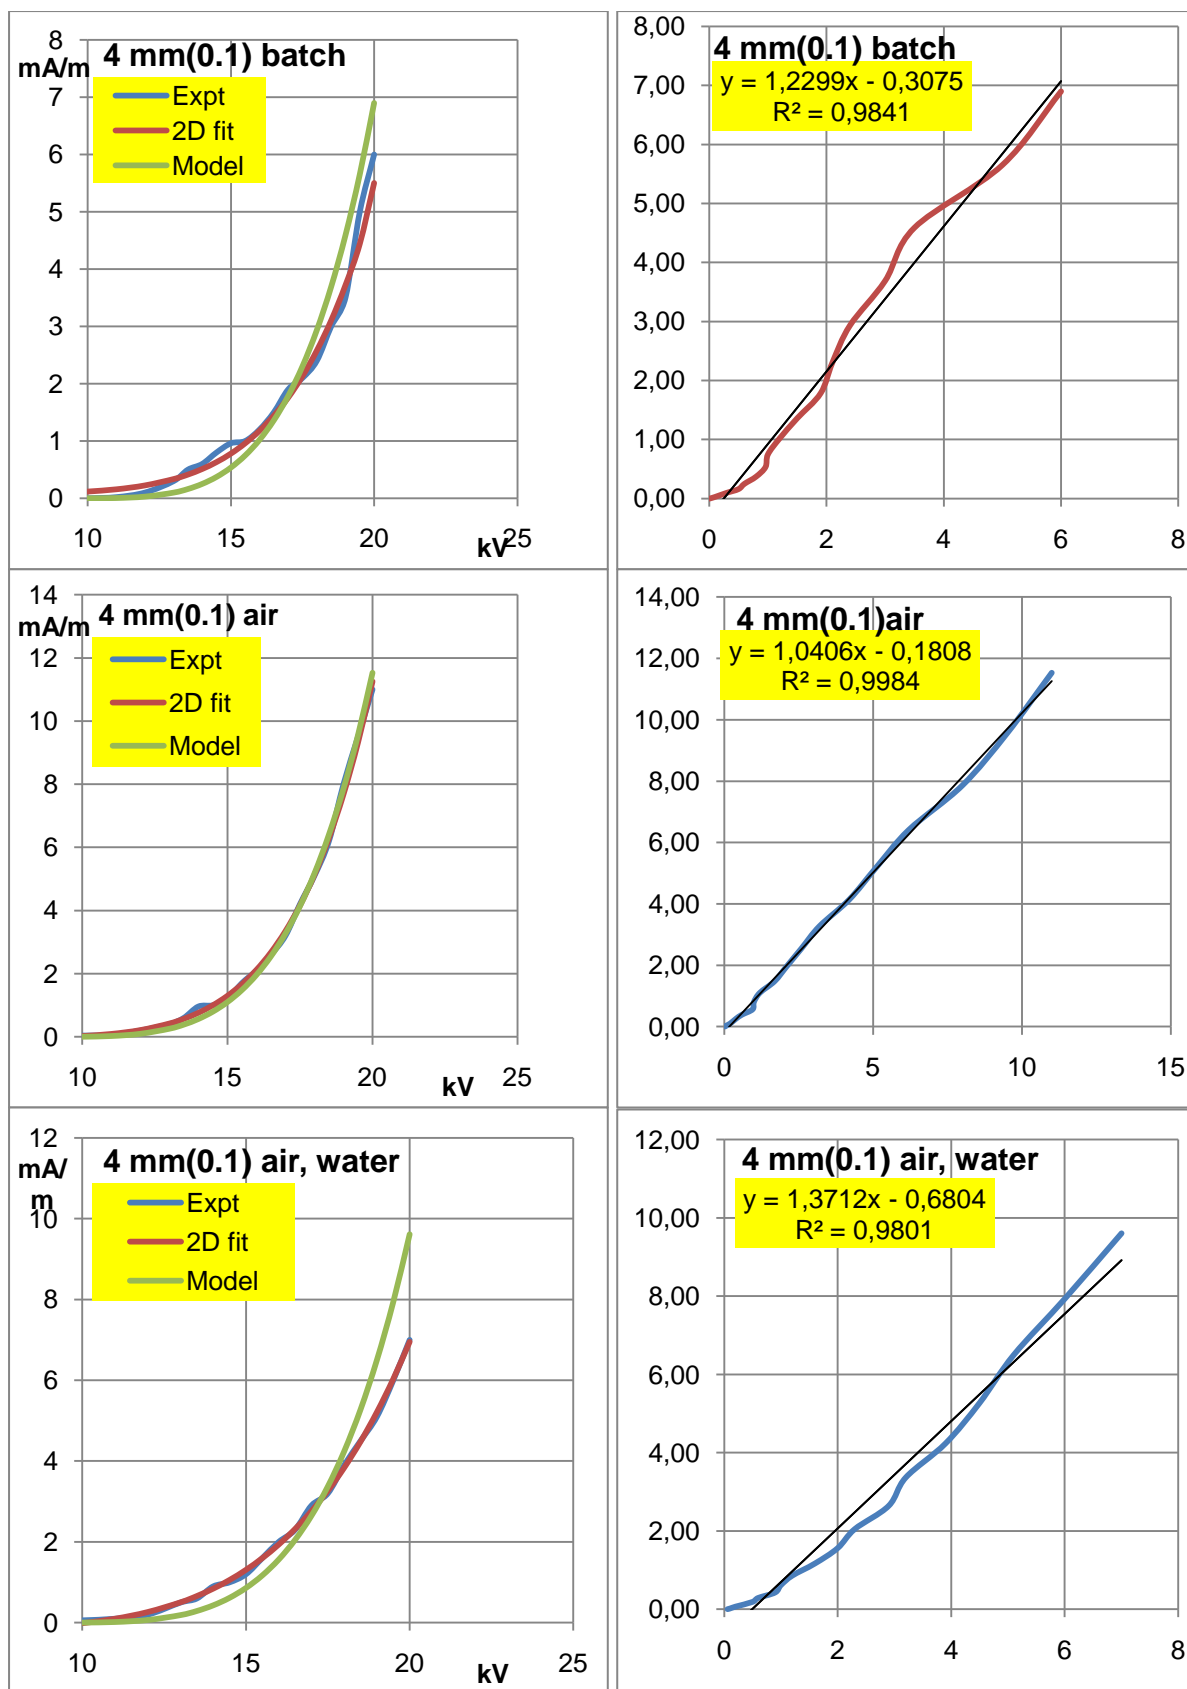 8
mA/m
4 mm(0.1) batch
Expt
2D fit
Model
7
6
5
4
3
2
1
0
10
15
20
25
kV
8,00
4 mm(0.1) batch
y = 1,2299x - 0,3075
R² = 0,9841
7,00
6,00
5,00
4,00
3,00
2,00
1,00
0,00
0
2
4
6
8
14
mA/m
4 mm(0.1) air
Expt
2D fit
Model
12
10
8
6
4
2
0
10
15
20
25
kV
14,00
4 mm(0.1)air
y = 1,0406x - 0,1808
R² = 0,9984
12,00
10,00
8,00
6,00
4,00
2,00
0,00
0
5
10
15
12
mA/
m
4 mm(0.1) air, water
Expt
2D fit
Model
10
8
6
4
2
0
10
15
20
25
kV
12,00
4 mm(0.1) air, water
y = 1,3712x - 0,6804
R² = 0,9801
10,00
8,00
6,00
4,00
2,00
0,00
0
2
4
6
8